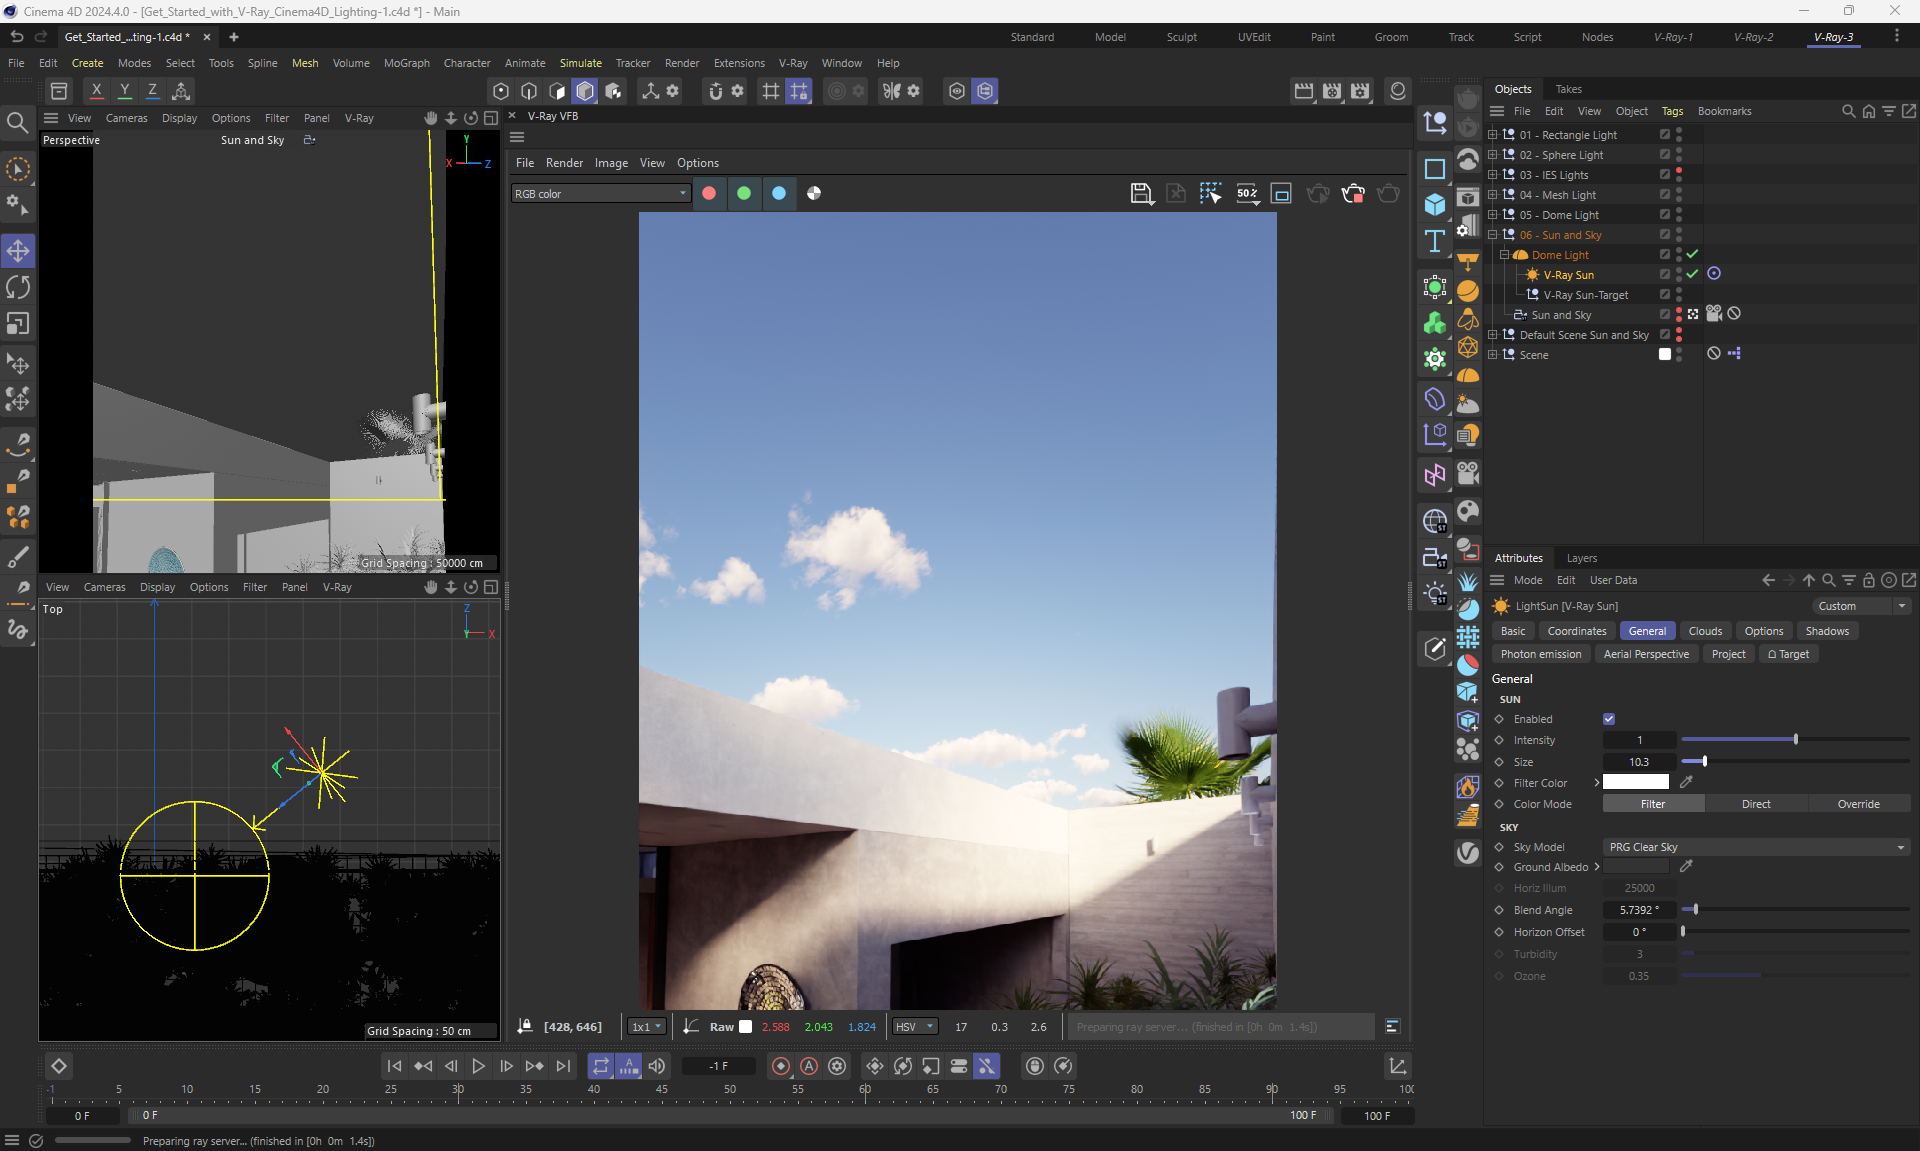 Cinema 4D 2024.4.0 - [Get_Started_with_V-Ray_Cinema4D_Lighting-1.c4d *] - Main
Get_Started_...ting-1.c4d *
Standard Model Sculpt UVEdit Paint Groom Track Script Nodes V-Ray-1 V-Ray-2 V-Ray-3
File Edit Create Modes Select Tools Spline Mesh Volume MoGraph Character Animate Simulate Tracker Render Extensions V-Ray Window Help
X Y Z
View Cameras Display Options Filter Panel V-Ray
Perspective
Sun and Sky
Y
X Z
Grid Spacing : 50000 cm
View Cameras Display Options Filter Panel V-Ray
Top
Z
Y X
Grid Spacing : 50 cm
V-Ray VFB
File Render Image View Options
RGB color
50%
[428, 646]
1x1
Raw
2.588 2.043 1.824
HSV
17 0.3 2.6
Preparing ray server... (finished in [0h 0m 1.4s])
ST
ST
ST
Objects Takes
File Edit View Object Tags Bookmarks
01 - Rectangle Light
02 - Sphere Light
03 - IES Lights
04 - Mesh Light
05 - Dome Light
06 - Sun and Sky
Dome Light
V-Ray Sun
V-Ray Sun-Target
Sun and Sky
Default Scene Sun and Sky
Scene
Attributes Layers
Mode Edit User Data
LightSun [V-Ray Sun]
Custom
Basic Coordinates General Clouds Options Shadows
Photon emission Aerial Perspective Project Target
General
SUN
Enabled
Intensity 1
Size 10.3
Filter Color
Color Mode Filter Direct Override
SKY
Sky Model PRG Clear Sky
Ground Albedo
Horiz Illum 25000
Blend Angle 5.7392 °
Horizon Offset 0 °
Turbidity 3
Ozone 0.35
-1 F
-1 5 10 15 20 25 30 35 40 45 50 55 60 65 70 75 80 85 90 95 100
0 F
0 F
100 F
100 F
Preparing ray server... (finished in [0h 0m 1.4s])